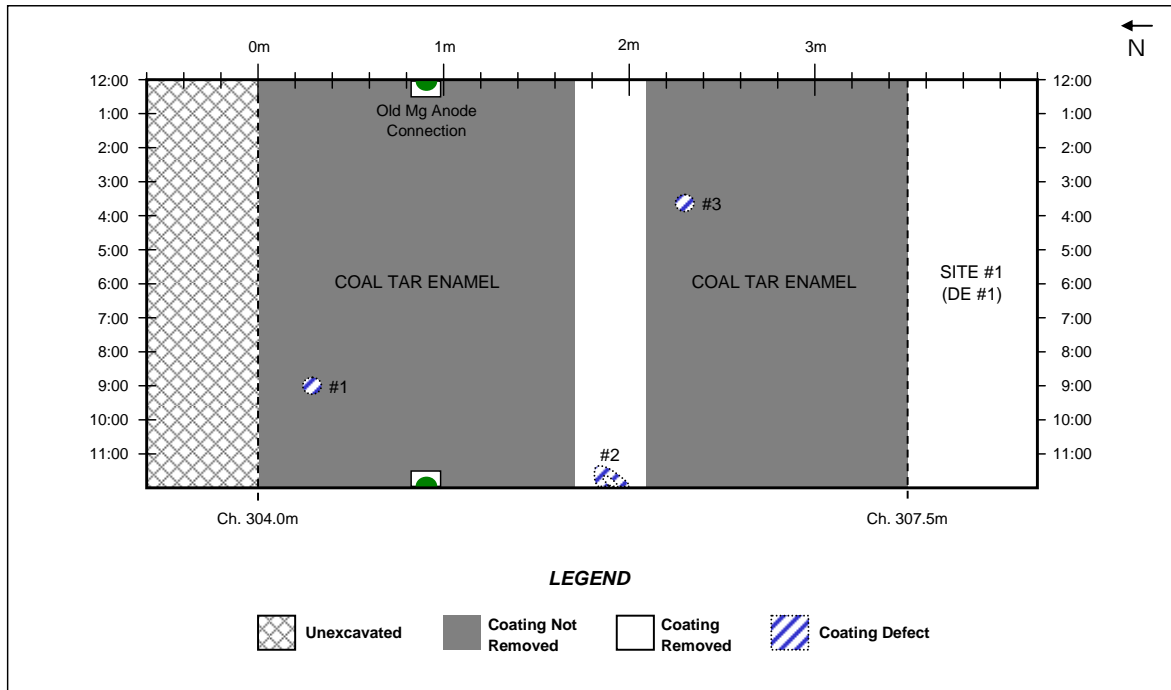 N
0m 1m 2m 3m
12:00 12:00
Old Mg Anode
Connection
1:00 1:00
2:00 2:00
3:00 3:00
#3
4:00 4:00
5:00 5:00
COAL TAR ENAMEL COAL TAR ENAMEL
SITE #1
(DE #1)
6:00 6:00
7:00 7:00
8:00 8:00
9:00 #1 9:00
10:00 10:00
11:00 #2 11:00
Ch. 304.0m Ch. 307.5m
LEGEND
Unexcavated
Coating Not
Removed
Coating
Removed
Coating Defect